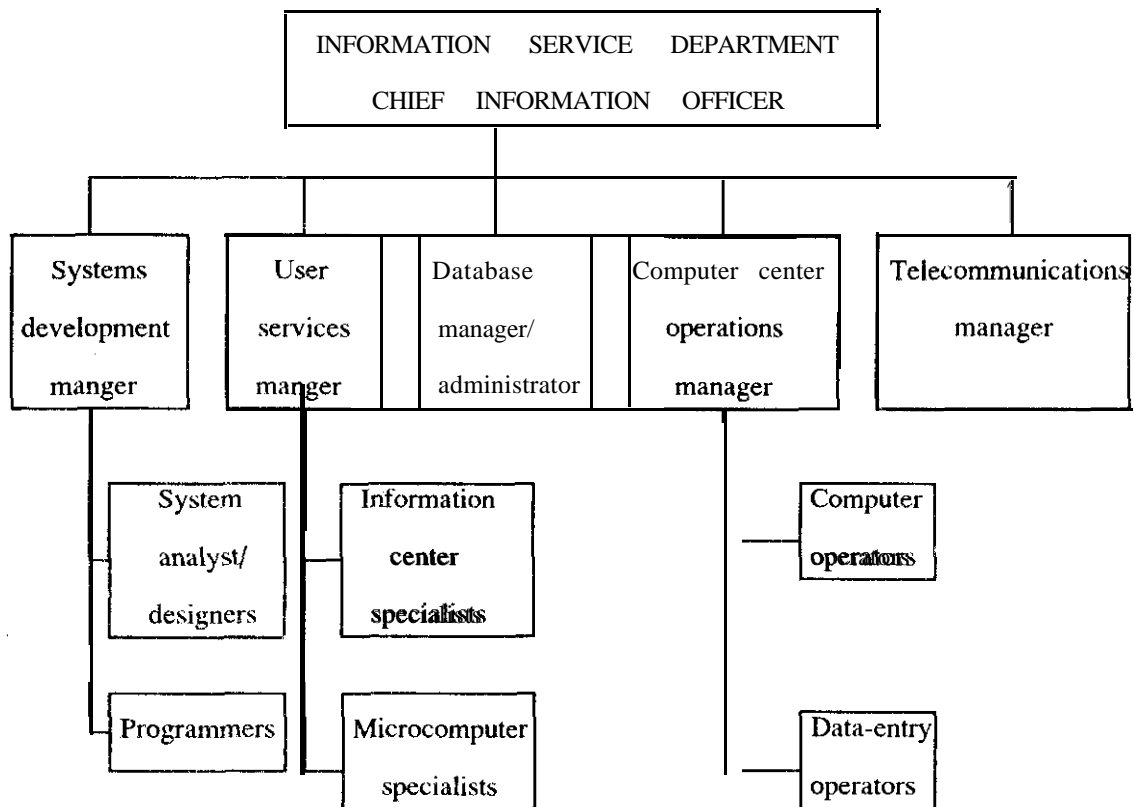 INFORMATION SERVICE DEPARTMENT
CHIEF INFORMATION OFFICER
Systems
development
manger
User
services
manger
Database
manager/
administrator
Computer center
operations
manager
Telecommunications
manager
System
analyst/
designers
Programmers
Information
center
specialists
Microcomputer
specialists
Computer
operators
Data-entry
operators